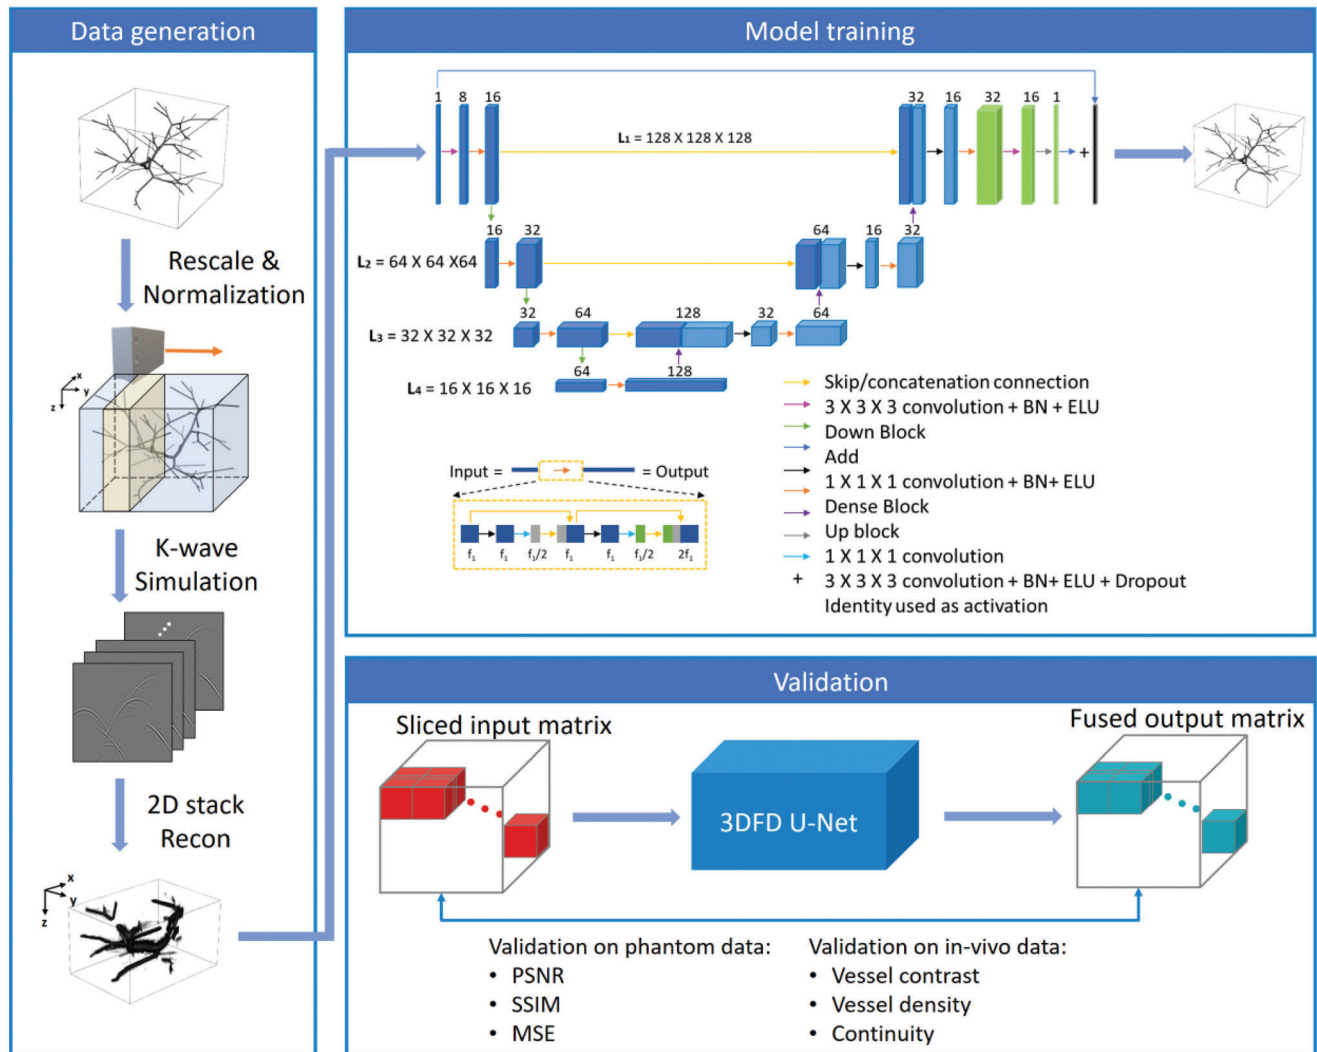 Data generation
Rescale &
Normalization
x
y
z
K-wave
Simulation
2D stack
Recon
x
y
z
Model training
1 8 16
L₁ = 128 X 128 X 128
32 16 32 16 1
+
16 32
L₂ = 64 X 64 X64
64 16 32
32 64 128 32 64
L₃ = 32 X 32 X 32
64 128
L₄ = 16 X 16 X 16
Skip/concatenation connection
3 X 3 X 3 convolution + BN + ELU
Down Block
Add
1 X 1 X 1 convolution + BN+ ELU
Dense Block
Up block
1 X 1 X 1 convolution
+ 3 X 3 X 3 convolution + BN+ ELU + Dropout
Identity used as activation
Input = = Output
f₁ f₁ f₁/2 f₁ f₁ f₁/2 2f₁
Validation
Sliced input matrix
3DFD U-Net
Fused output matrix
Validation on phantom data:
• PSNR
• SSIM
• MSE
Validation on in-vivo data:
• Vessel contrast
• Vessel density
• Continuity